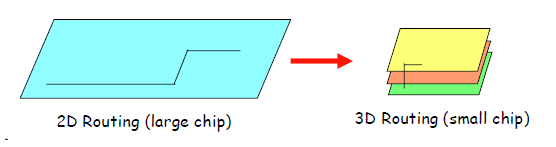 2D Routing (large chip)
3D Routing (small chip)